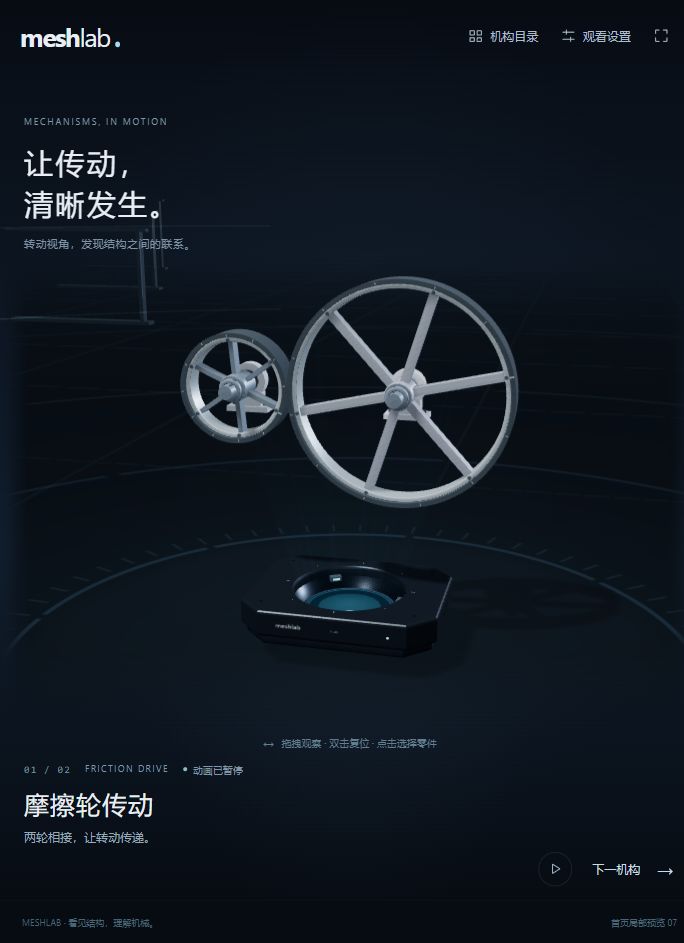 meshlab.
机构目录
观看设置
MECHANISMS, IN MOTION
让传动，
清晰发生。
转动视角，发现结构之间的联系。
meshlab
↔ 拖拽观察 · 双击复位 · 点击选择零件
01 / 02 FRICTION DRIVE • 动画已暂停
摩擦轮传动
两轮相接，让转动传递。
下一机构 →
MESHLAB · 看见结构，理解机械。
首页局部预览 07